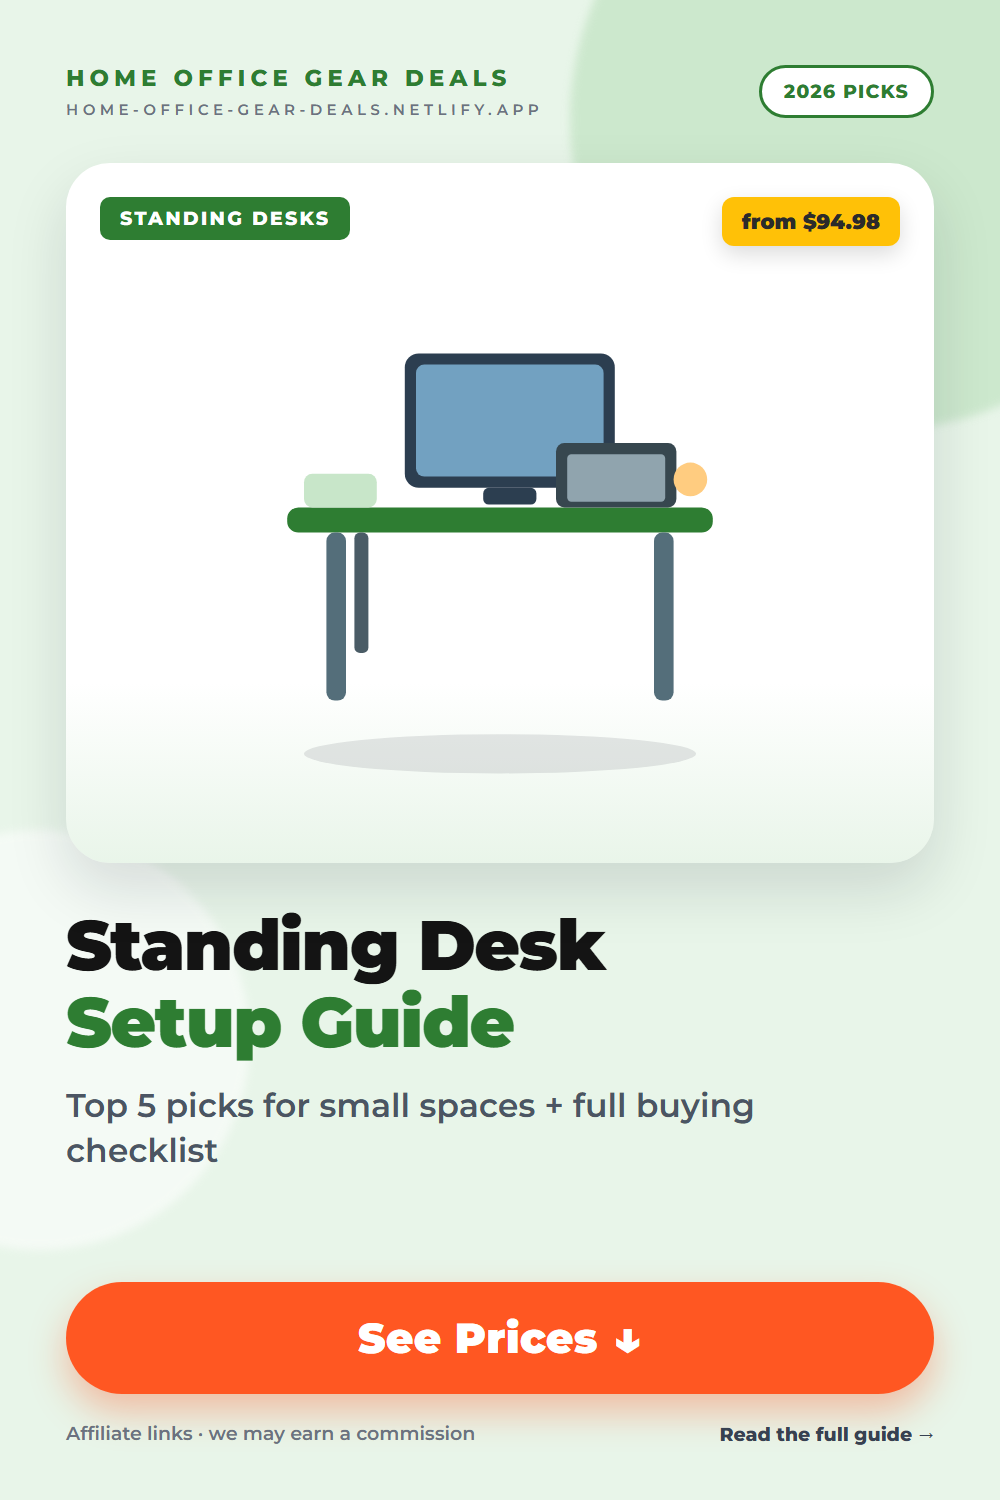 HOME OFFICE GEAR DEALS
HOME-OFFICE-GEAR-DEALS.NETLIFY.APP
2026 PICKS
STANDING DESKS
from $94.98
Standing Desk
Setup Guide
Top 5 picks for small spaces + full buying
checklist
See Prices ↓
Affiliate links · we may earn a commission
Read the full guide →